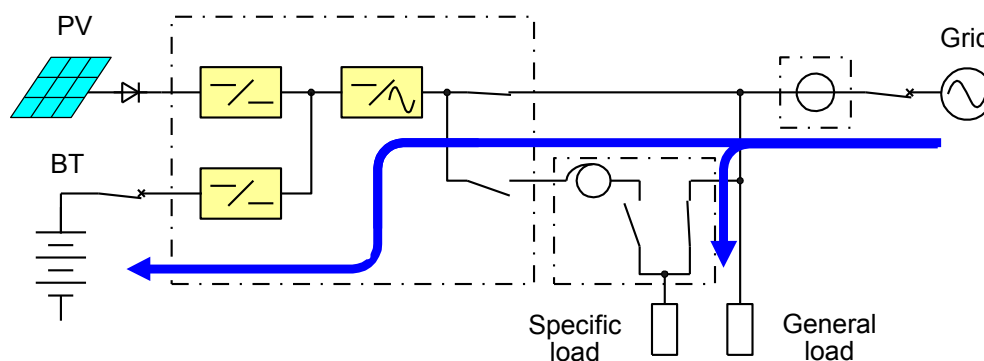 PV
Grid
BT
Specific
load
General
load